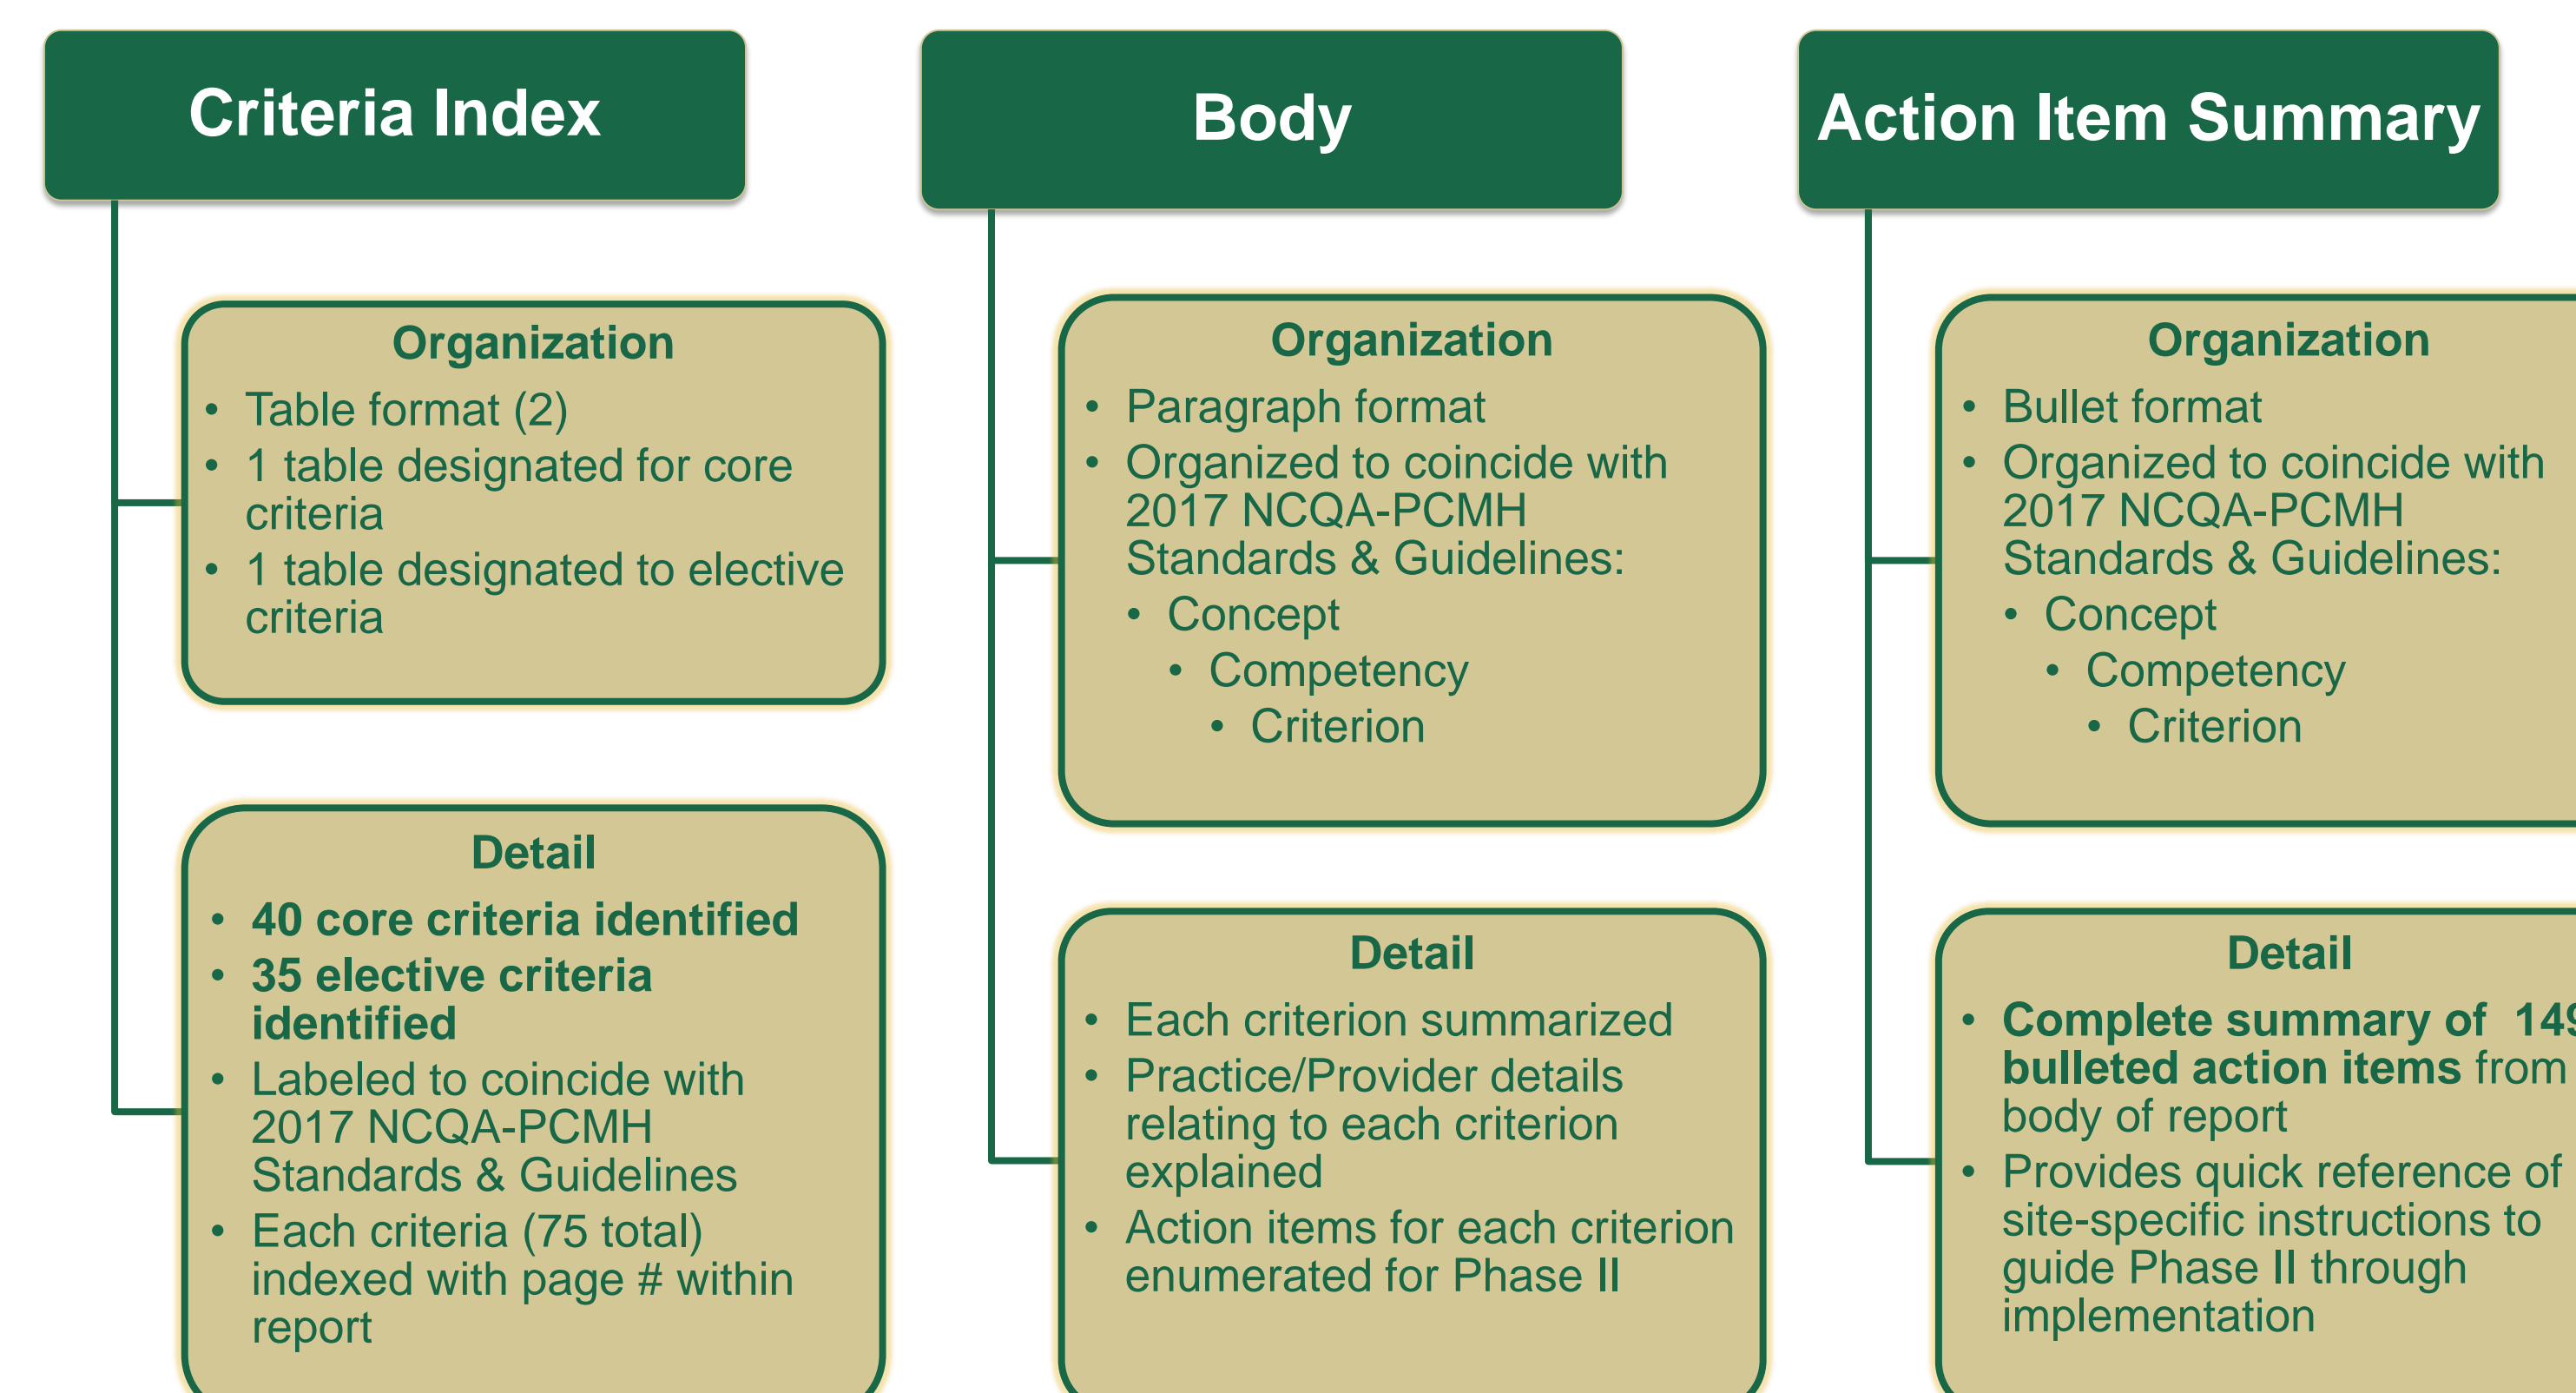 Criteria Index
Organization
• Table format (2)
• 1 table designated for core
criteria
• 1 table designated to elective
criteria
Detail
• 40 core criteria identified
• 35 elective criteria
identified
• Labeled to coincide with
2017 NCQA-PCMH
Standards & Guidelines
• Each criteria (75 total)
indexed with page # within
report
Body
Organization
• Paragraph format
• Organized to coincide with
2017 NCQA-PCMH
Standards & Guidelines:
• Concept
• Competency
• Criterion
Detail
• Each criterion summarized
• Practice/Provider details
relating to each criterion
explained
• Action items for each criterion
enumerated for Phase II
Action Item Summary
Organization
• Bullet format
• Organized to coincide with
2017 NCQA-PCMH
Standards & Guidelines:
• Concept
• Competency
• Criterion
Detail
• Complete summary of 149
bulleted action items from
body of report
• Provides quick reference of
site-specific instructions to
guide Phase II through
implementation